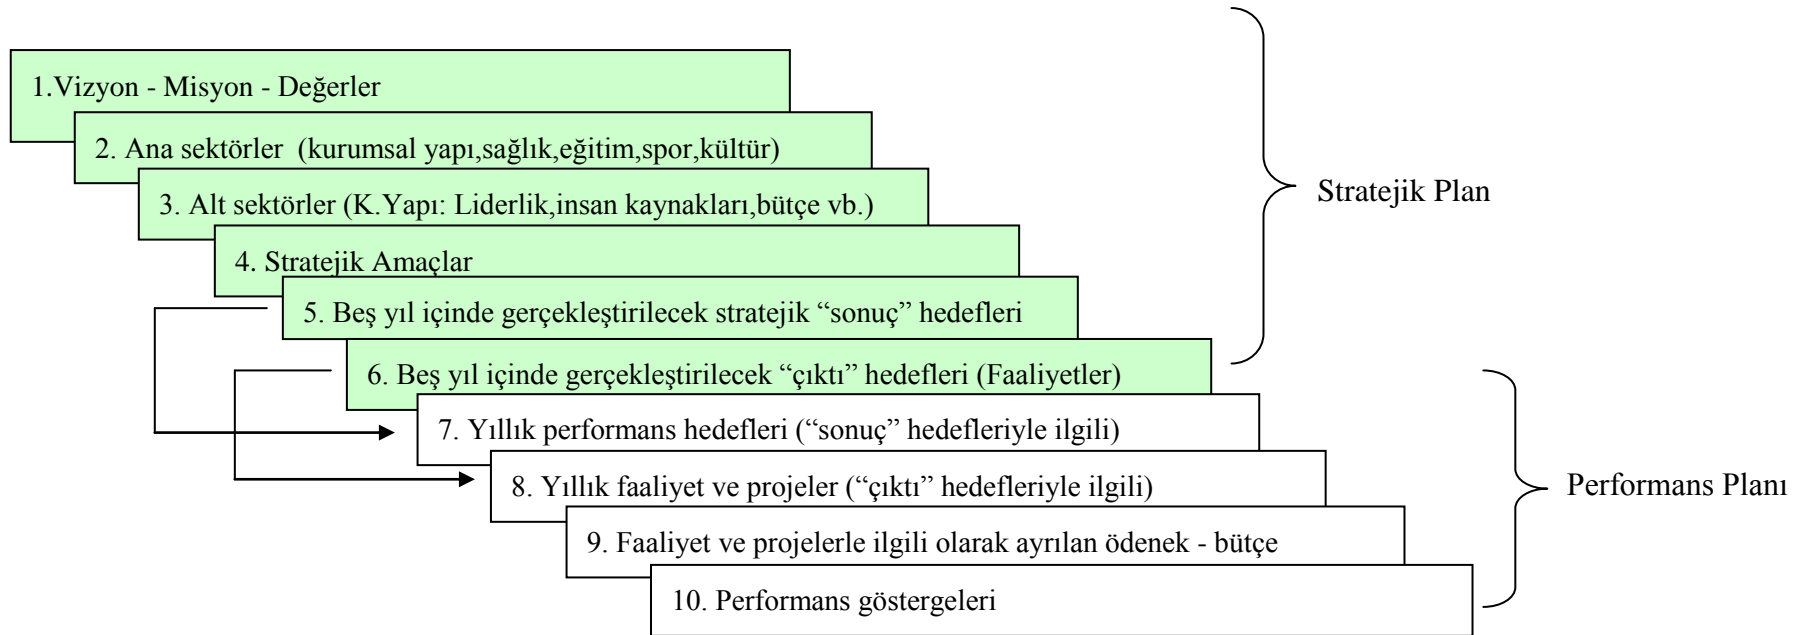 1.Vizyon - Misyon - Değerler
2. Ana sektörler  (kurumsal yapı,sağlık,eğitim,spor,kültür)
3. Alt sektörler (K.Yapı: Liderlik,insan kaynakları,bütçe vb.)
4. Stratejik Amaçlar
5. Beş yıl içinde gerçekleştirilecek stratejik “sonuç” hedefleri
6. Beş yıl içinde gerçekleştirilecek “çıktı” hedefleri (Faaliyetler)
Stratejik Plan
7. Yıllık performans hedefleri (“sonuç” hedefleriyle ilgili)
8. Yıllık faaliyet ve projeler (“çıktı” hedefleriyle ilgili)
9. Faaliyet ve projelerle ilgili olarak ayrılan ödenek - bütçe
10. Performans göstergeleri
Performans Planı